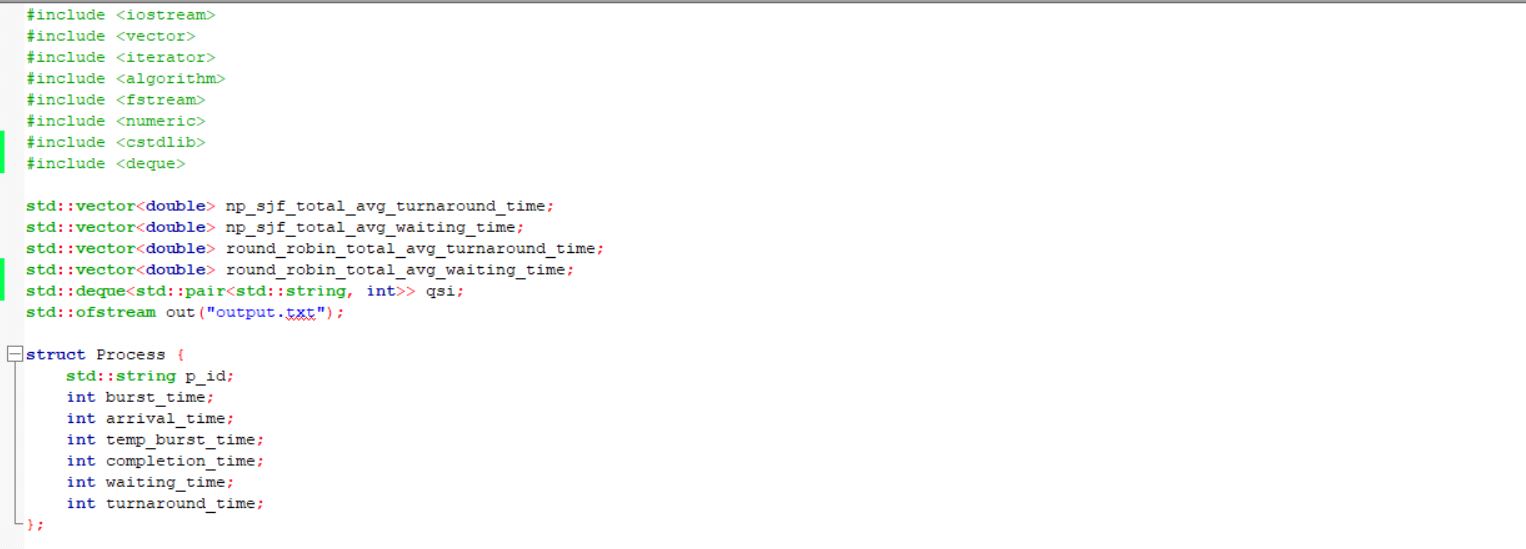 #include <iostream>
#include <vector>
#include <iterator>
#include <algorithm>
#include <fstream>
#include <numeric>
#include <cstdlib>
#include <deque>

std::vector<double> np_sjf_total_avg_turnaround_time;
std::vector<double> np_sjf_total_avg_waiting_time;
std::vector<double> round_robin_total_avg_turnaround_time;
std::vector<double> round_robin_total_avg_waiting_time;
std::deque<std::pair<std::string, int>> qsi;
std::ofstream out("output.txt");

struct Process {
    std::string p_id;
    int burst_time;
    int arrival_time;
    int temp_burst_time;
    int completion_time;
    int waiting_time;
    int turnaround_time;
};